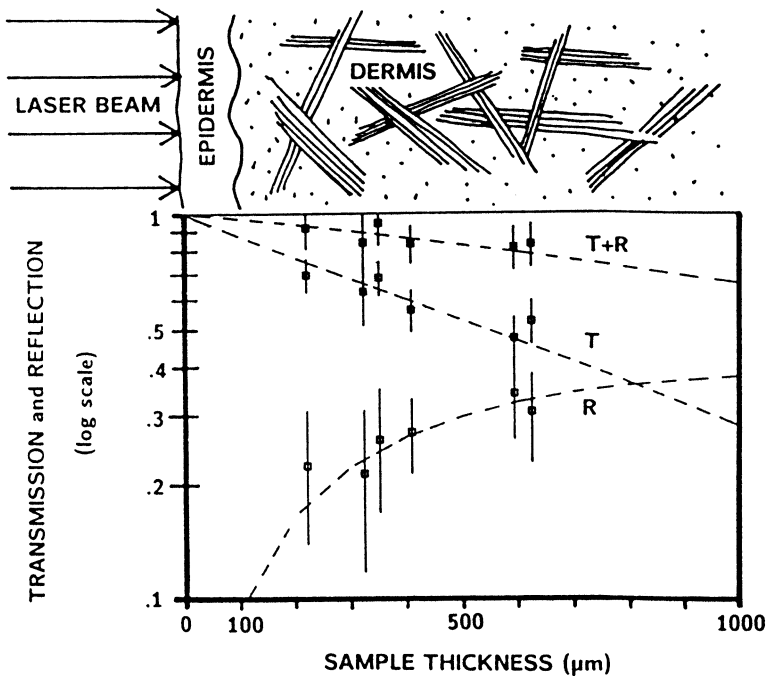 LASER BEAM
EPIDERMIS
DERMIS
TRANSMISSION and REFLECTION
(log scale)
1
.5
.4
.3
.2
.1
T+R
T
R
0 100 500 1000
SAMPLE THICKNESS (μm)